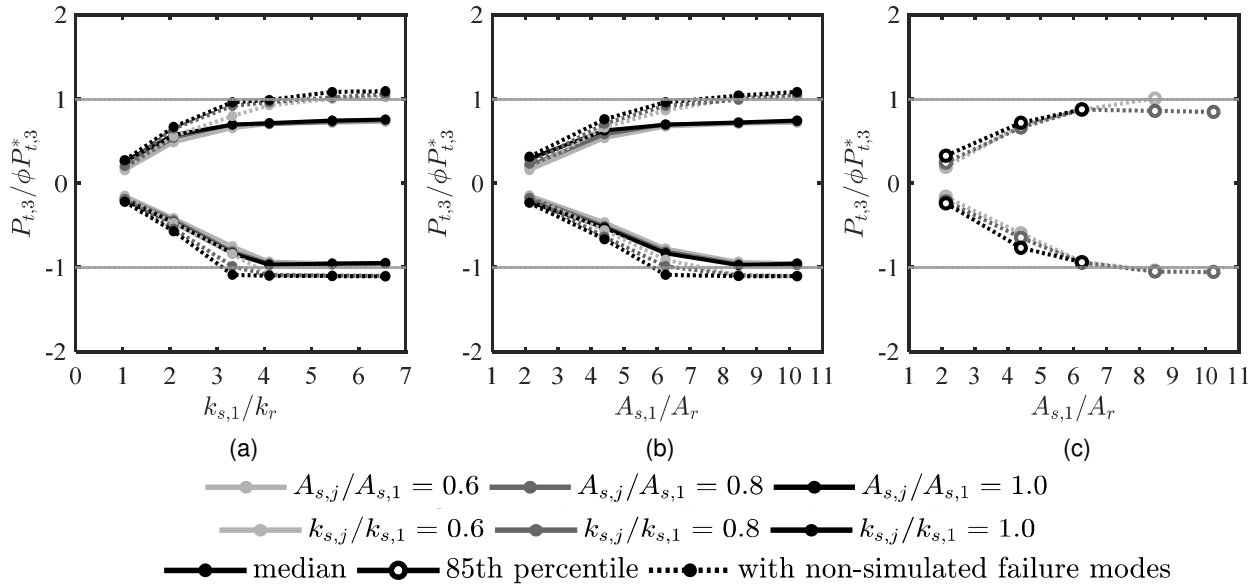 2
1
0
-1
-2
P_{t,3}/ϕP^*_{t,3}
0 1 2 3 4 5 6 7
k_{s,1}/k_r
(a)
2
1
0
-1
-2
P_{t,3}/ϕP^*_{t,3}
1 2 3 4 5 6 7 8 9 10 11
A_{s,1}/A_r
(b)
2
1
0
-1
-2
P_{t,3}/ϕP^*_{t,3}
1 2 3 4 5 6 7 8 9 10 11
A_{s,1}/A_r
(c)
A_{s,j}/A_{s,1} = 0.6 A_{s,j}/A_{s,1} = 0.8 A_{s,j}/A_{s,1} = 1.0
k_{s,j}/k_{s,1} = 0.6 k_{s,j}/k_{s,1} = 0.8 k_{s,j}/k_{s,1} = 1.0
median 85th percentile with non-simulated failure modes